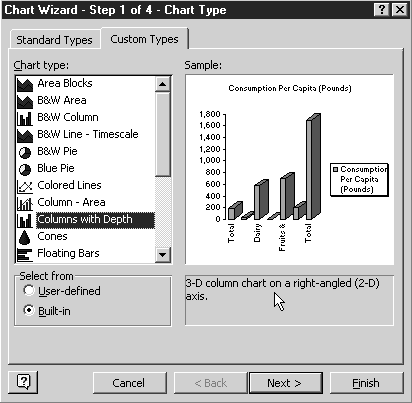 Chart Wizard - Step 1 of 4 - Chart Type
Standard Types
Custom Types
Chart type:
Area Blocks
B&W Area
B&W Column
B&W Line - Timescale
B&W Pie
Blue Pie
Colored Lines
Column - Area
Columns with Depth
Cones
Floating Bars
Select from
User-defined
Built-in
Sample:
Consumption Per Capita (Pounds)
1,800
1,600
1,400
1,200
1,000
800
600
400
200
0
Total
Dairy
Fruits &
Total
Consumption
Per Capita
(Pounds)
3-D column chart on a right-angled (2-D)
axis.
Cancel
< Back
Next >
Finish